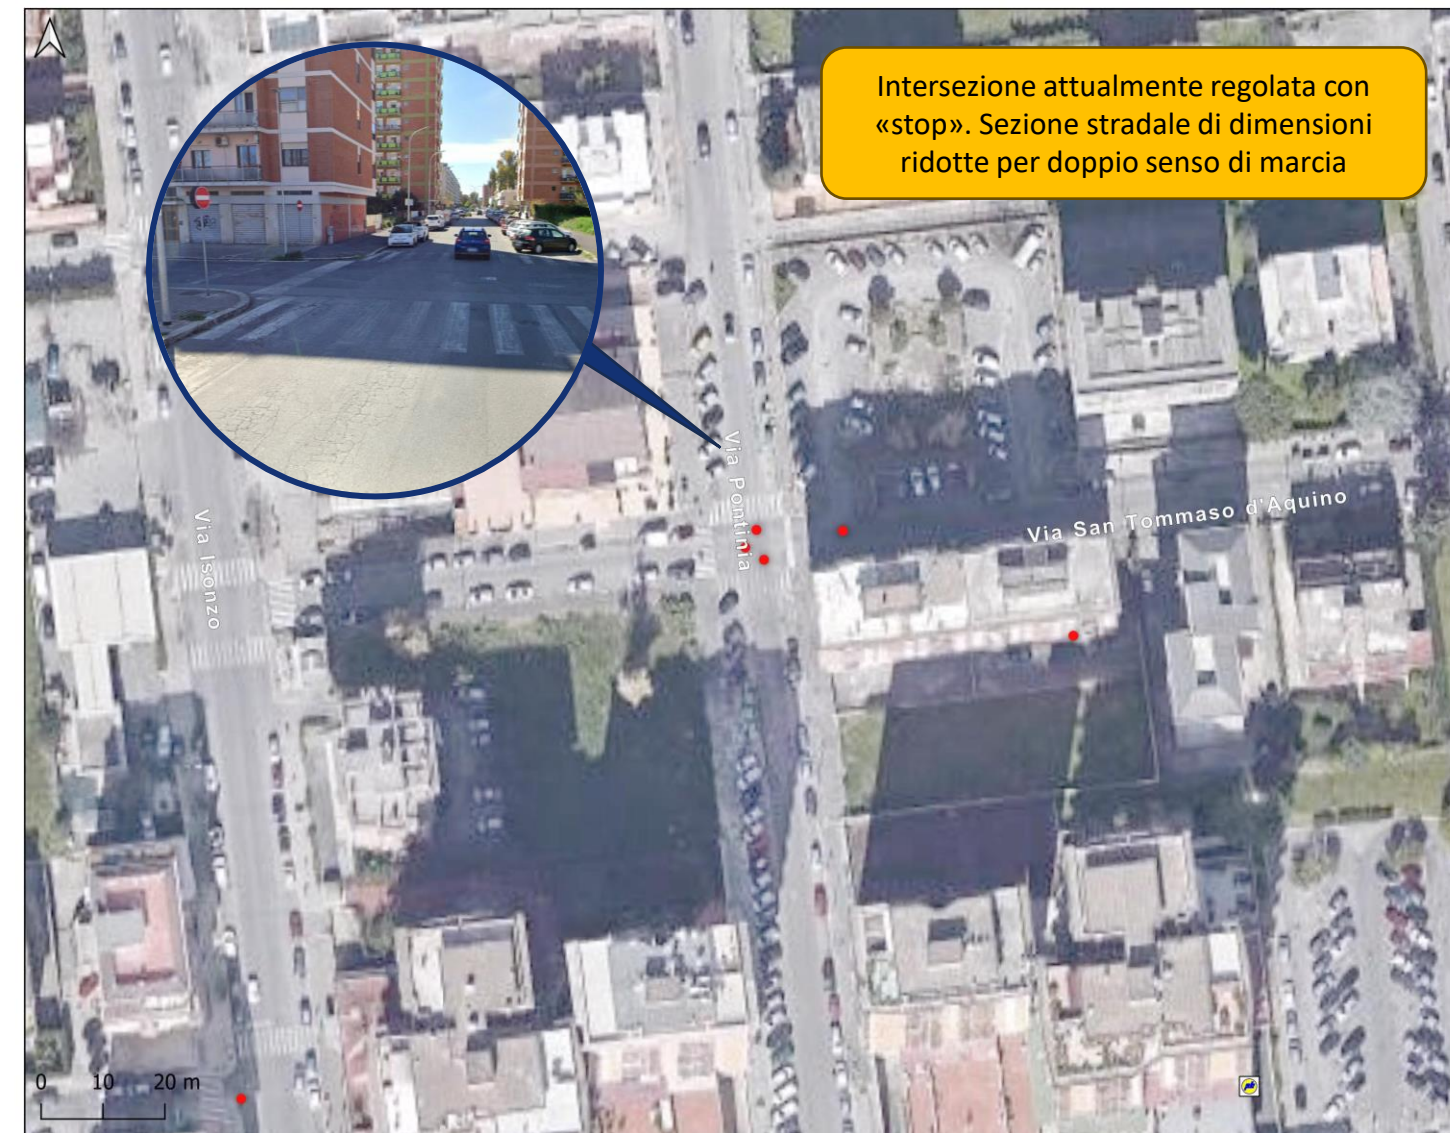 Intersezione attualmente regolata con
«stop». Sezione stradale di dimensioni
ridotte per doppio senso di marcia
Via Pontinia
Via San Tommaso d'Aquino
Via Isonzo
0 10 20 m